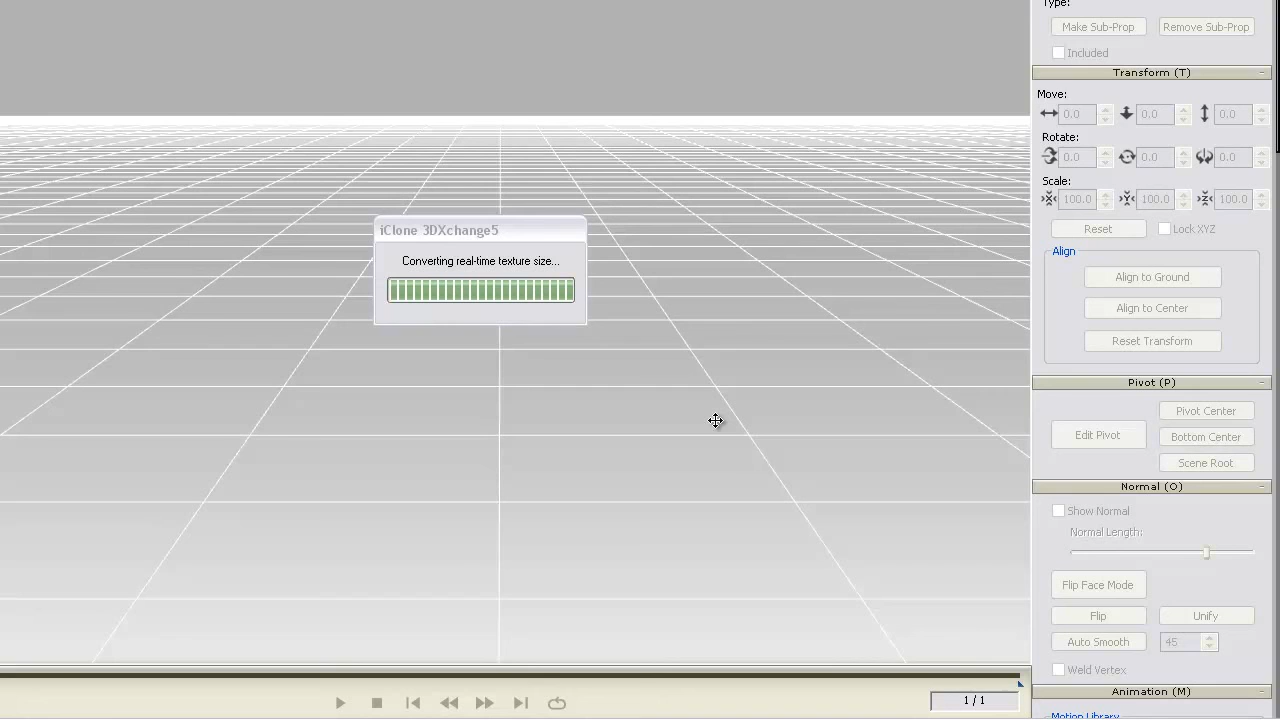 Type:
Make Sub-Prop Remove Sub-Prop
Included
Transform (T)
Move:
0.0 0.0 0.0
Rotate:
0.0 0.0 0.0
Scale:
100.0 100.0 100.0
Reset Lock XYZ
Align
Align to Ground
Align to Center
Reset Transform
Pivot (P)
Edit Pivot
Pivot Center
Bottom Center
Scene Root
Normal (O)
Show Normal
Normal Length:
Flip Face Mode
Flip Unify
Auto Smooth 45
Weld Vertex
Animation (M)
Motion Library
iClone 3DXchange5
Converting real-time texture size...
1 / 1